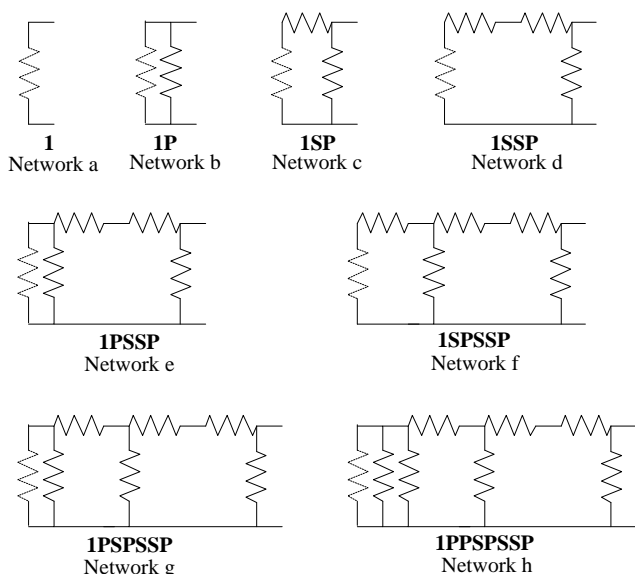 1
Network a
1P
Network b
1SP
Network c
1SSP
Network d
1PSSP
Network e
1SPSSP
Network f
1PSPSSP
Network g
1PPSPSSP
Network h